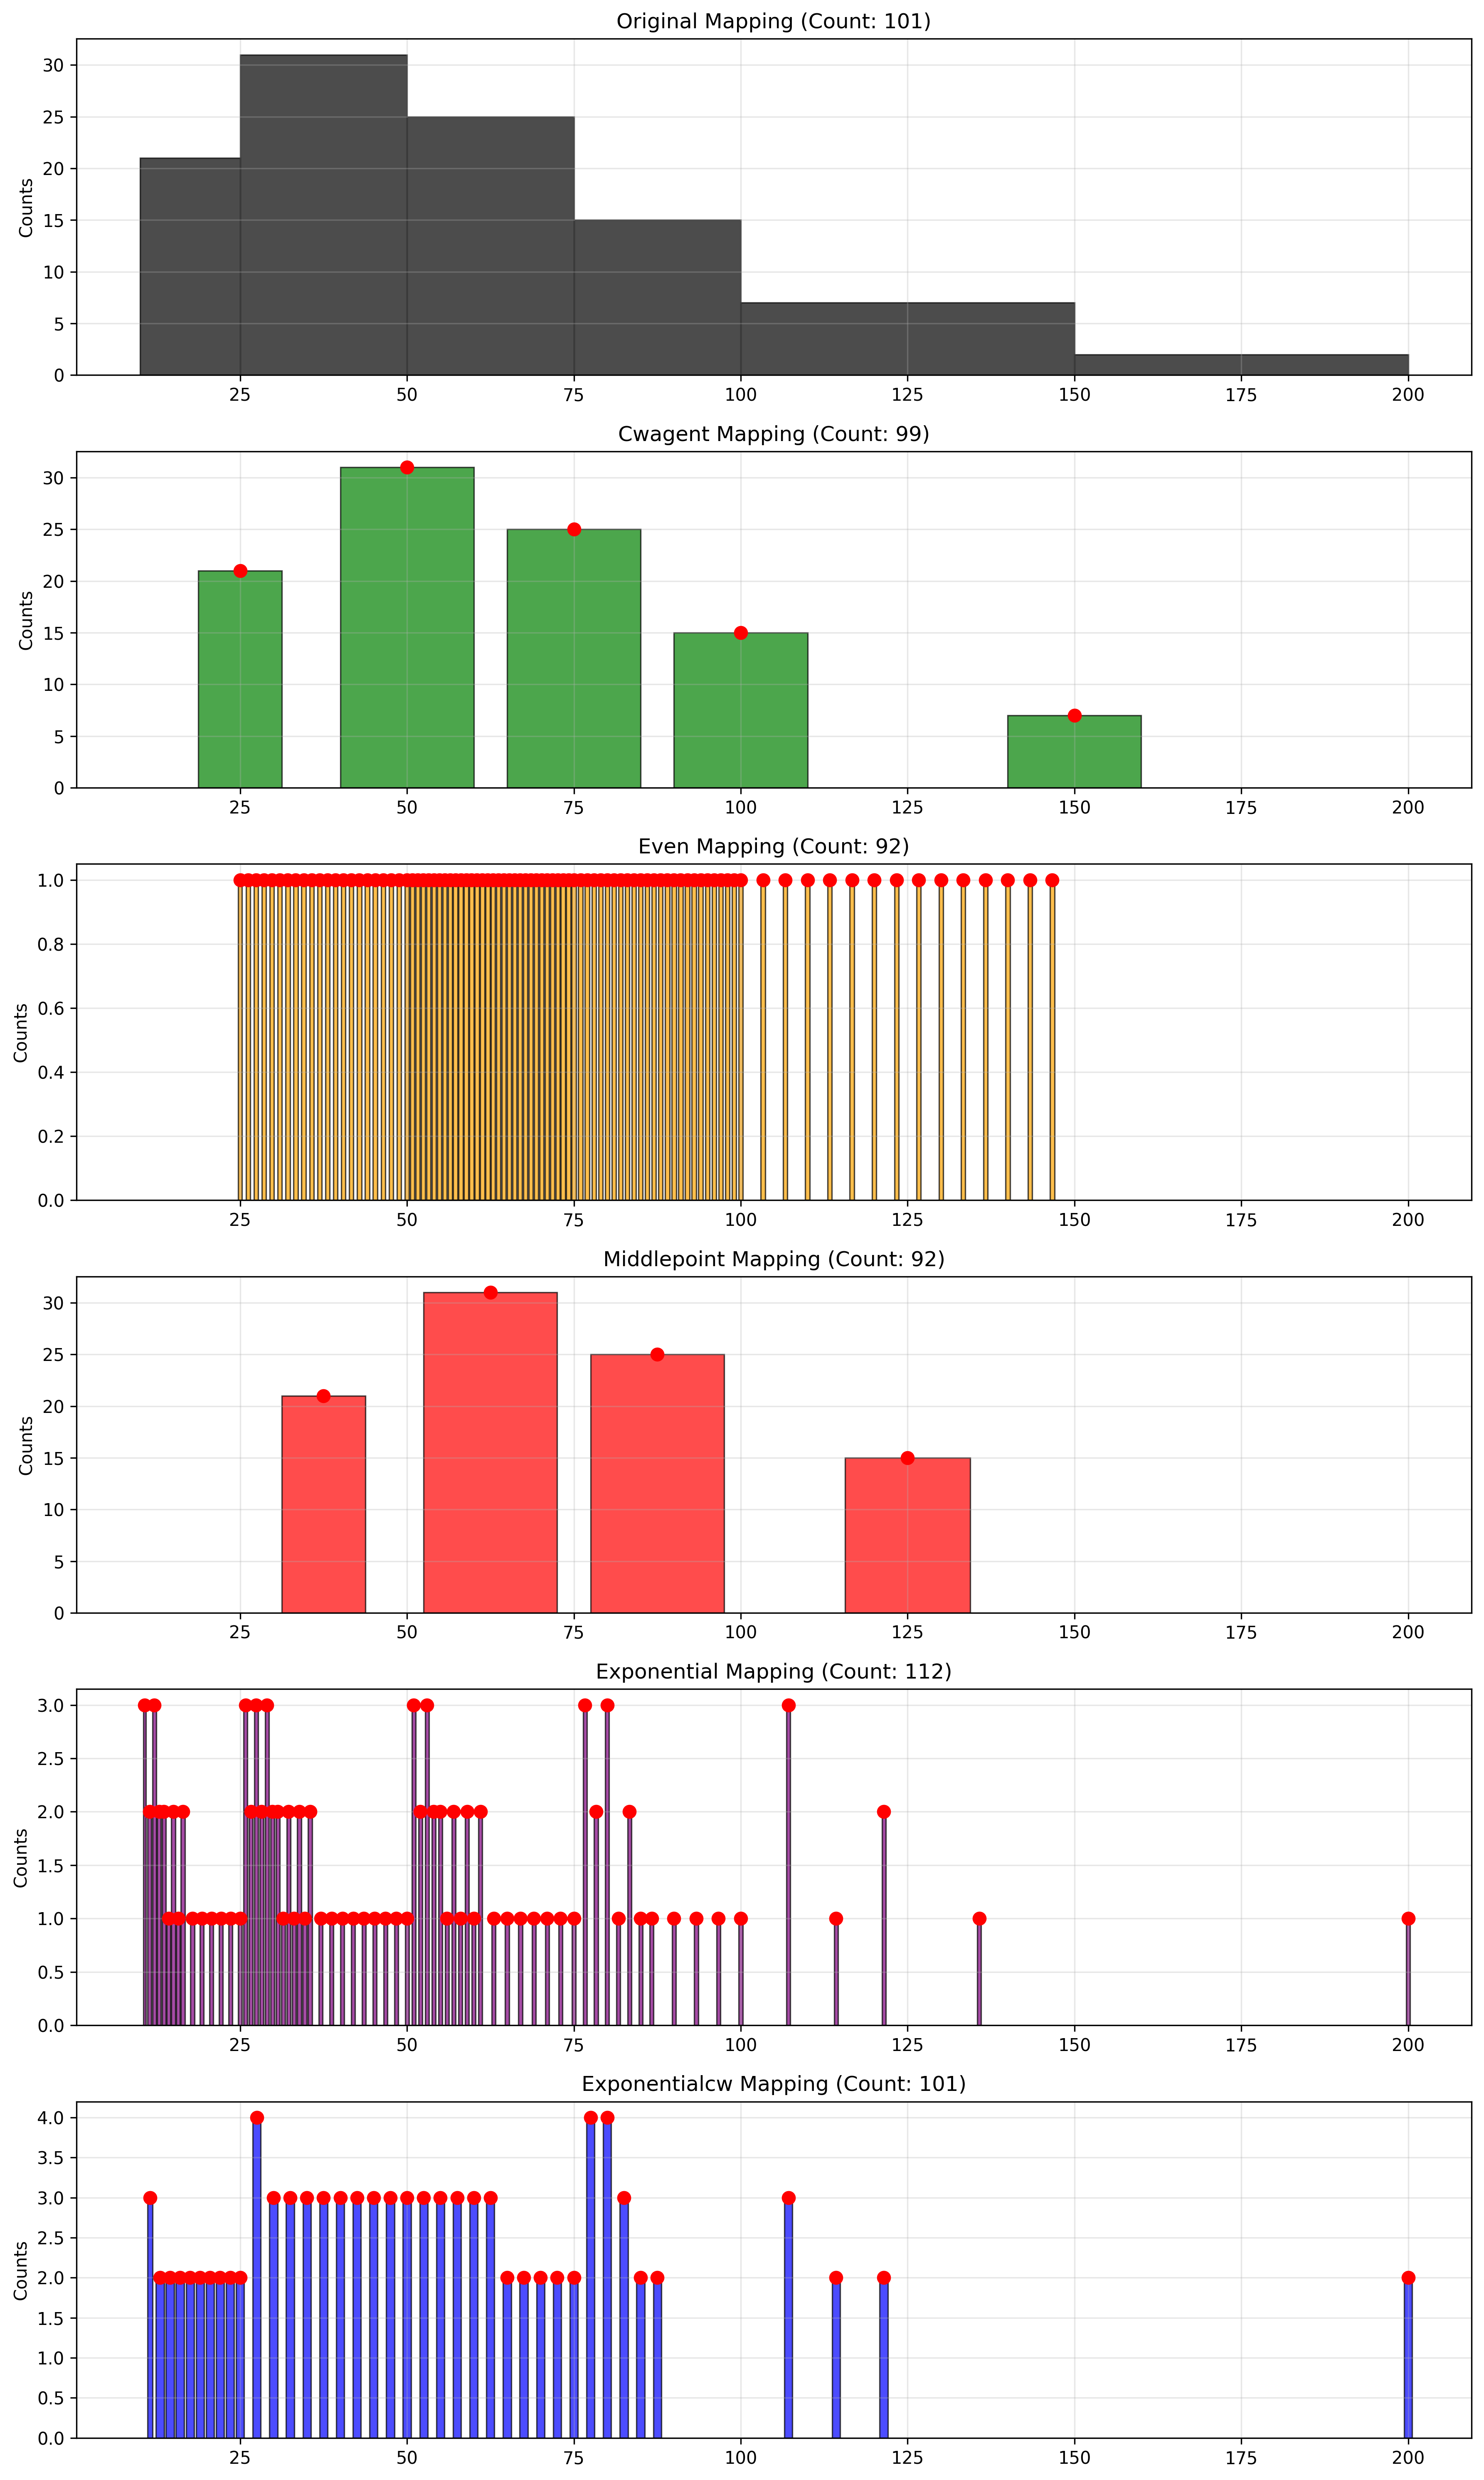 Original Mapping (Count: 101)
30
25
20
15
10
5
0
Counts
25 50 75 100 125 150 175 200
Cwagent Mapping (Count: 99)
30
25
20
15
10
5
0
Counts
25 50 75 100 125 150 175 200
Even Mapping (Count: 92)
1.0
0.8
0.6
0.4
0.2
0.0
Counts
25 50 75 100 125 150 175 200
Middlepoint Mapping (Count: 92)
30
25
20
15
10
5
0
Counts
25 50 75 100 125 150 175 200
Exponential Mapping (Count: 112)
3.0
2.5
2.0
1.5
1.0
0.5
0.0
Counts
25 50 75 100 125 150 175 200
Exponentialcw Mapping (Count: 101)
4.0
3.5
3.0
2.5
2.0
1.5
1.0
0.5
0.0
Counts
25 50 75 100 125 150 175 200